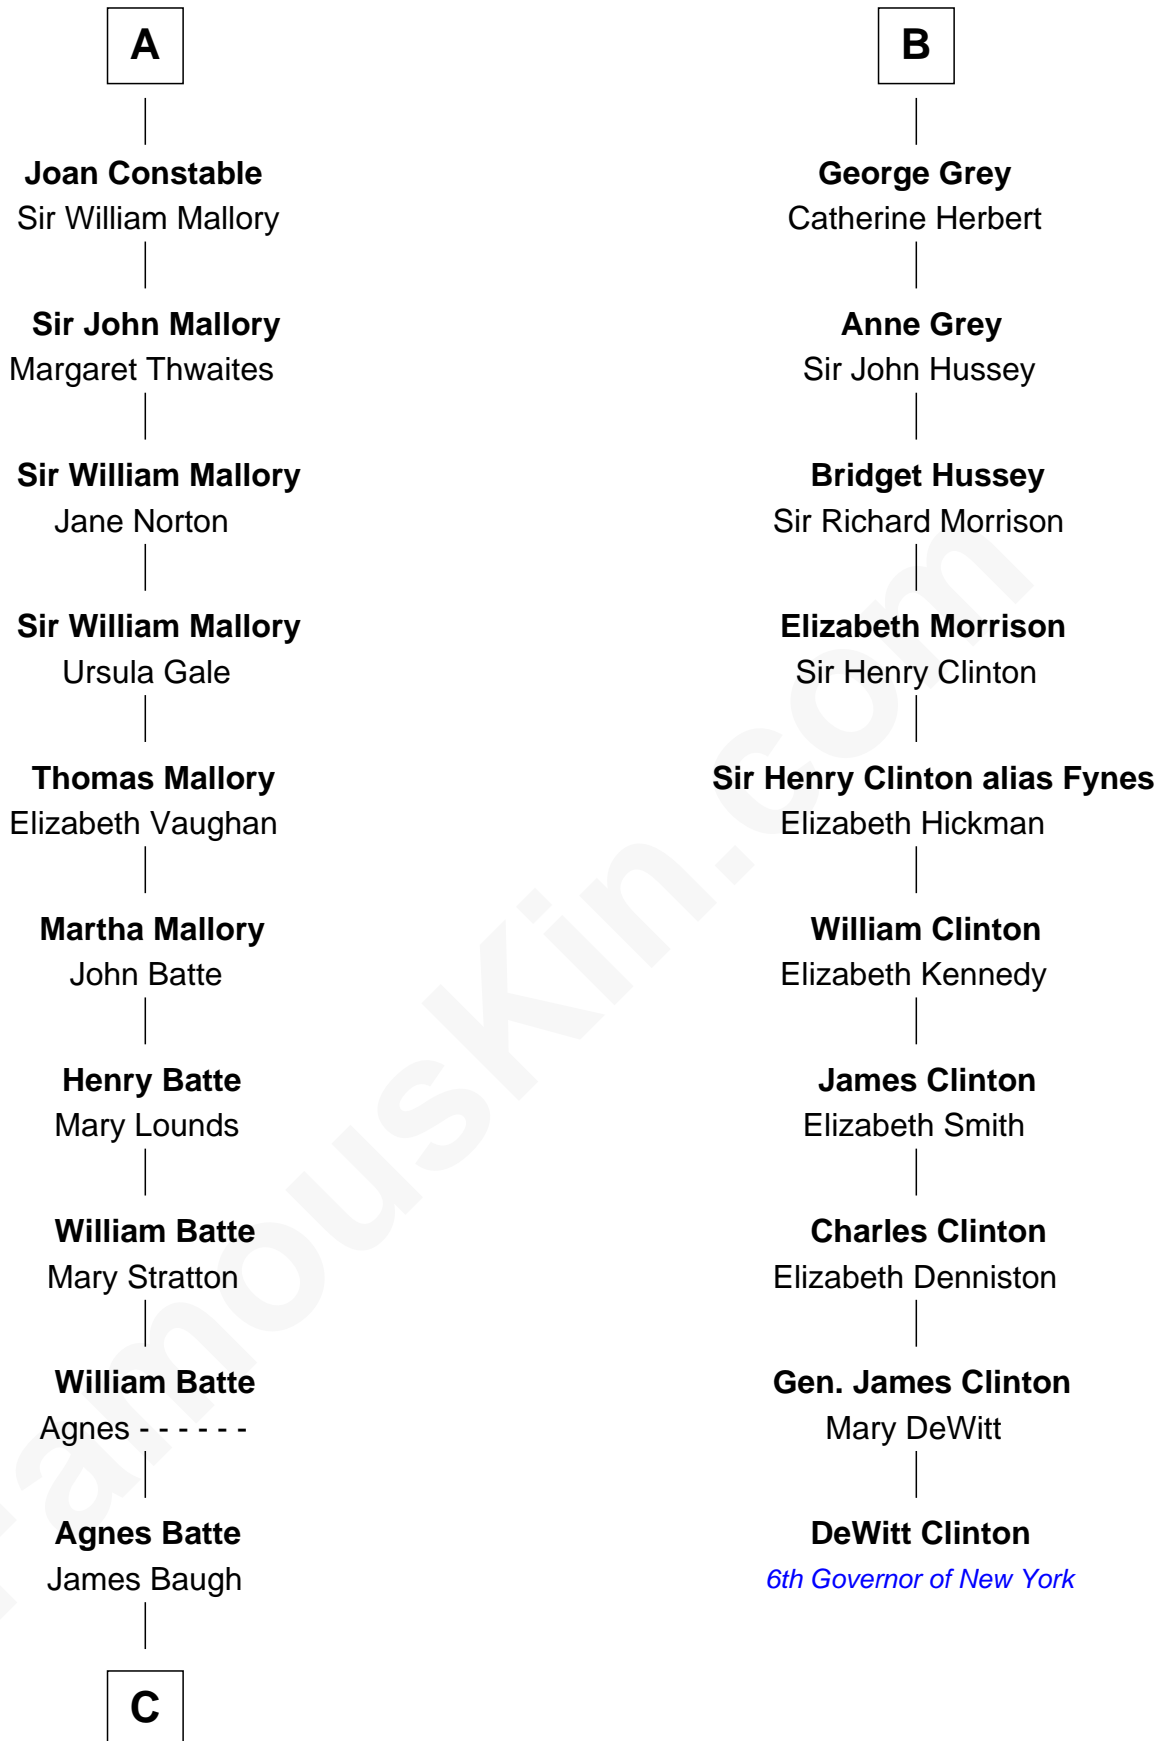 A
Joan Constable
Sir William Mallory
Sir John Mallory
Margaret Thwaites
Sir William Mallory
Jane Norton
Sir William Mallory
Ursula Gale
Thomas Mallory
Elizabeth Vaughan
Martha Mallory
John Batte
Henry Batte
Mary Lounds
William Batte
Mary Stratton
William Batte
Agnes - - - - - -
Agnes Batte
James Baugh
C
B
George Grey
Catherine Herbert
Anne Grey
Sir John Hussey
Bridget Hussey
Sir Richard Morrison
Elizabeth Morrison
Sir Henry Clinton
Sir Henry Clinton alias Fynes
Elizabeth Hickman
William Clinton
Elizabeth Kennedy
James Clinton
Elizabeth Smith
Charles Clinton
Elizabeth Denniston
Gen. James Clinton
Mary DeWitt
DeWitt Clinton
6th Governor of New York
FamousKin.com